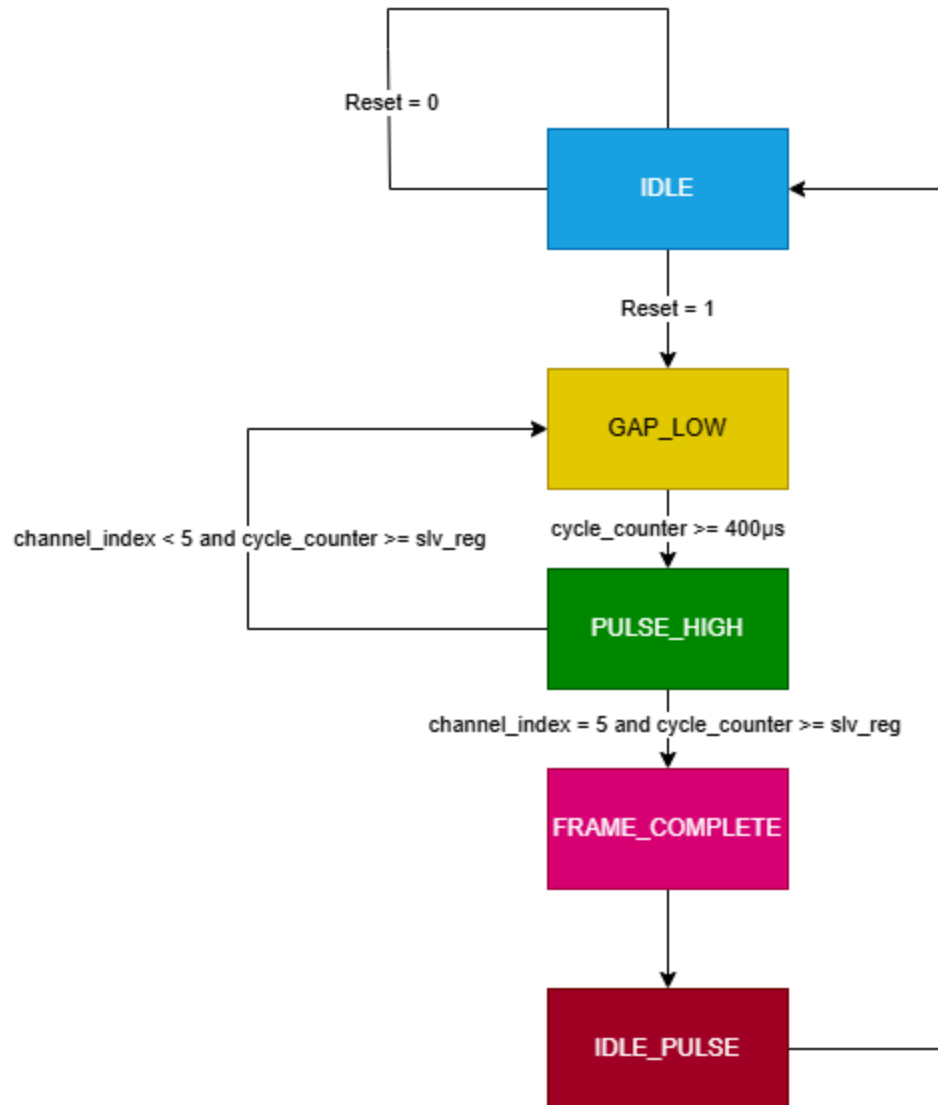 Reset = 0
IDLE
Reset = 1
GAP_LOW
channel_index < 5 and cycle_counter >= slv_reg
cycle_counter >= 400µs
PULSE_HIGH
channel_index = 5 and cycle_counter >= slv_reg
FRAME_COMPLETE
IDLE_PULSE